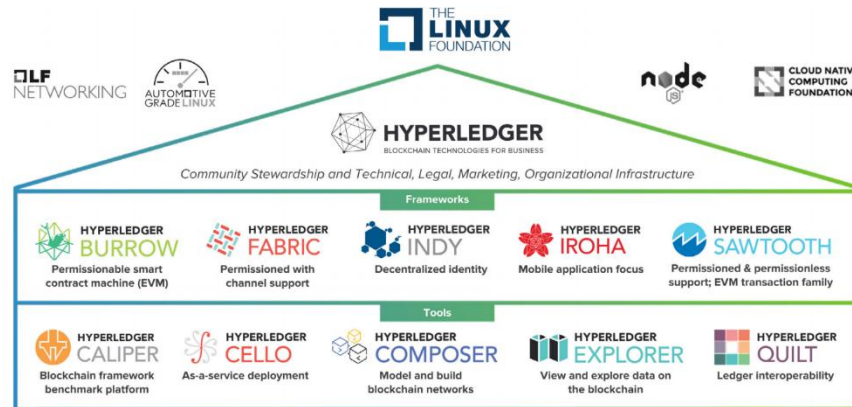 THE
LINUX
FOUNDATION
LF
NETWORKING
AUTOMOTIVE
GRADE LINUX
node
JS
CLOUD NATIVE
COMPUTING
FOUNDATION
HYPERLEDGER
BLOCKCHAIN TECHNOLOGIES FOR BUSINESS
Community Stewardship and Technical, Legal, Marketing, Organizational Infrastructure
Frameworks
HYPERLEDGER
BURROW
Permissionable smart
contract machine (EVM)
HYPERLEDGER
FABRIC
Permissioned with
channel support
HYPERLEDGER
INDY
Decentralized identity
HYPERLEDGER
IROHA
Mobile application focus
HYPERLEDGER
SAWTOOTH
Permissioned & permissionless
support; EVM transaction family
Tools
HYPERLEDGER
CALIPER
Blockchain framework
benchmark platform
HYPERLEDGER
CELLO
As-a-service deployment
HYPERLEDGER
COMPOSER
Model and build
blockchain networks
HYPERLEDGER
EXPLORER
View and explore data on
the blockchain
HYPERLEDGER
QUILT
Ledger interoperability